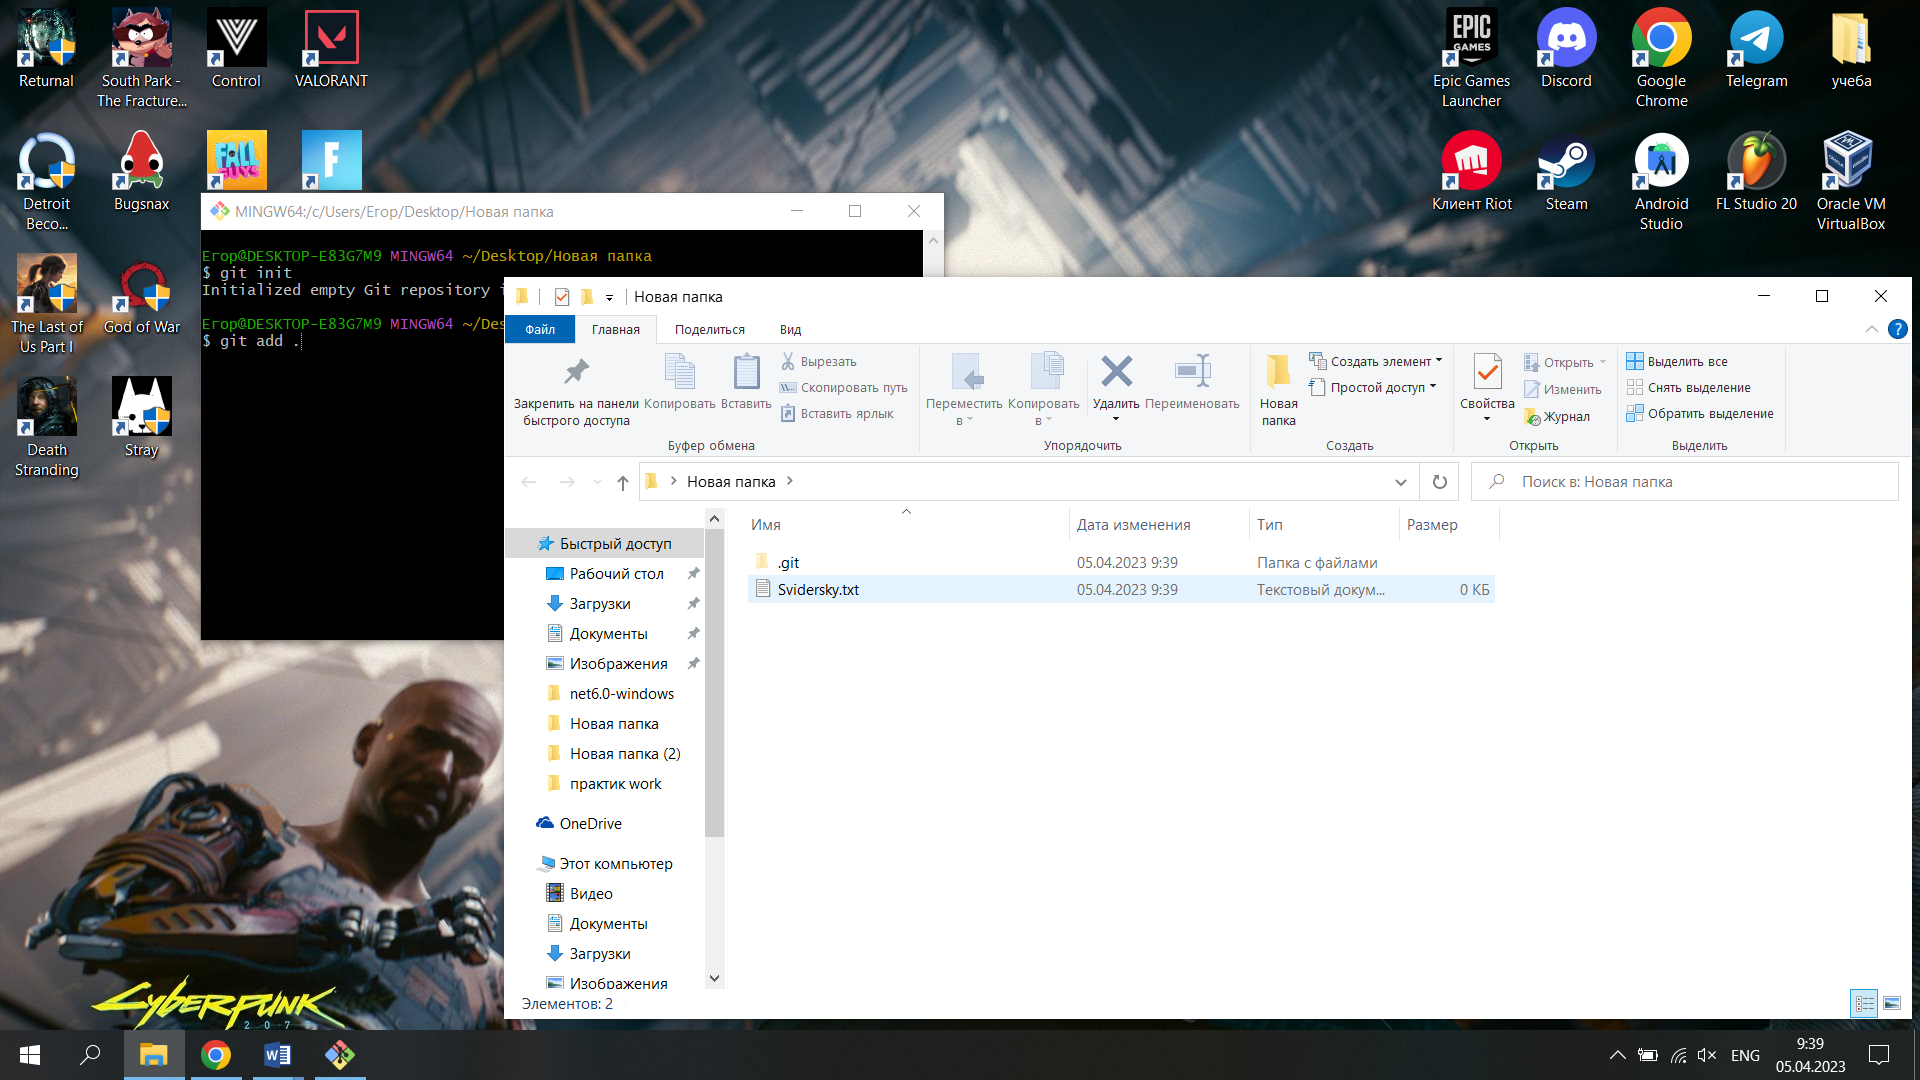 Returnal
South Park -
The Fracture...
Control
VALORANT
EPIC
GAMES
Epic Games
Launcher
Discord
Google
Chrome
Telegram
учеба
Detroit
Beco...
Bugsnax
FALL
GUYS
F
Клиент Riot
Steam
Android
Studio
FL Studio 20
Oracle VM
VirtualBox
The Last of
Us Part I
God of War
Death
Stranding
Stray
MINGW64:/c/Users/Егор/Desktop/Новая папка
Егор@DESKTOP-E83G7M9 MINGW64 ~/Desktop/Новая папка
$ git init
Initialized empty Git repository i
Егор@DESKTOP-E83G7M9 MINGW64 ~/Des
$ git add .
Новая папка
Файл
Главная
Поделиться
Вид
Закрепить на панели
быстрого доступа
Копировать
Вставить
Вырезать
Скопировать путь
Вставить ярлык
Буфер обмена
Переместить
в
Копировать
в
Удалить
Переименовать
Упорядочить
Новая
папка
Создать элемент
Простой доступ
Создать
Свойства
Открыть
Изменить
Журнал
Открыть
Выделить все
Снять выделение
Обратить выделение
Выделить
Новая папка
Поиск в: Новая папка
Имя
Дата изменения
Тип
Размер
.git
05.04.2023 9:39
Папка с файлами
Svidersky.txt
05.04.2023 9:39
Текстовый докум...
0 КБ
Быстрый доступ
Рабочий стол
Загрузки
Документы
Изображения
net6.0-windows
Новая папка
Новая папка (2)
практик work
OneDrive
Этот компьютер
Видео
Документы
Загрузки
Изображения
Элементов: 2
Cyberpunk
2077
ENG
9:39
05.04.2023